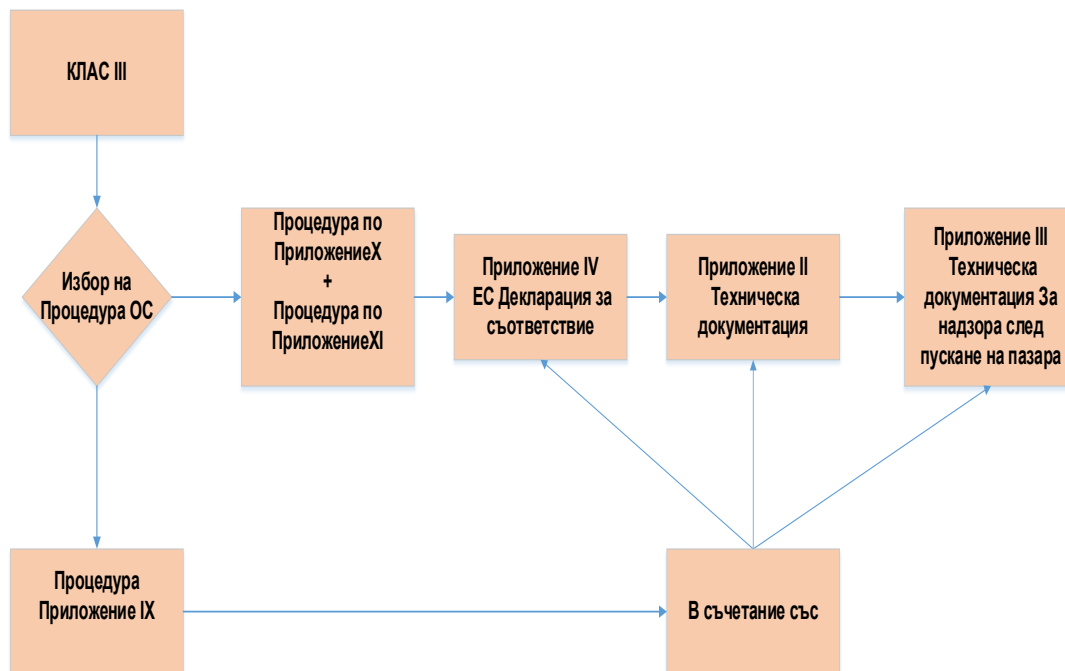 КЛАС III
Избор на
Процедура ОС
Процедура по
ПриложениеX
+
Процедура по
ПриложениеXI
Приложение IV
ЕС Декларация за
съответствие
Приложение II
Техническа
документация
Приложение III
Техническа
документация За
надзора след
пускане на пазара
Процедура
Приложение IX
В съчетание със